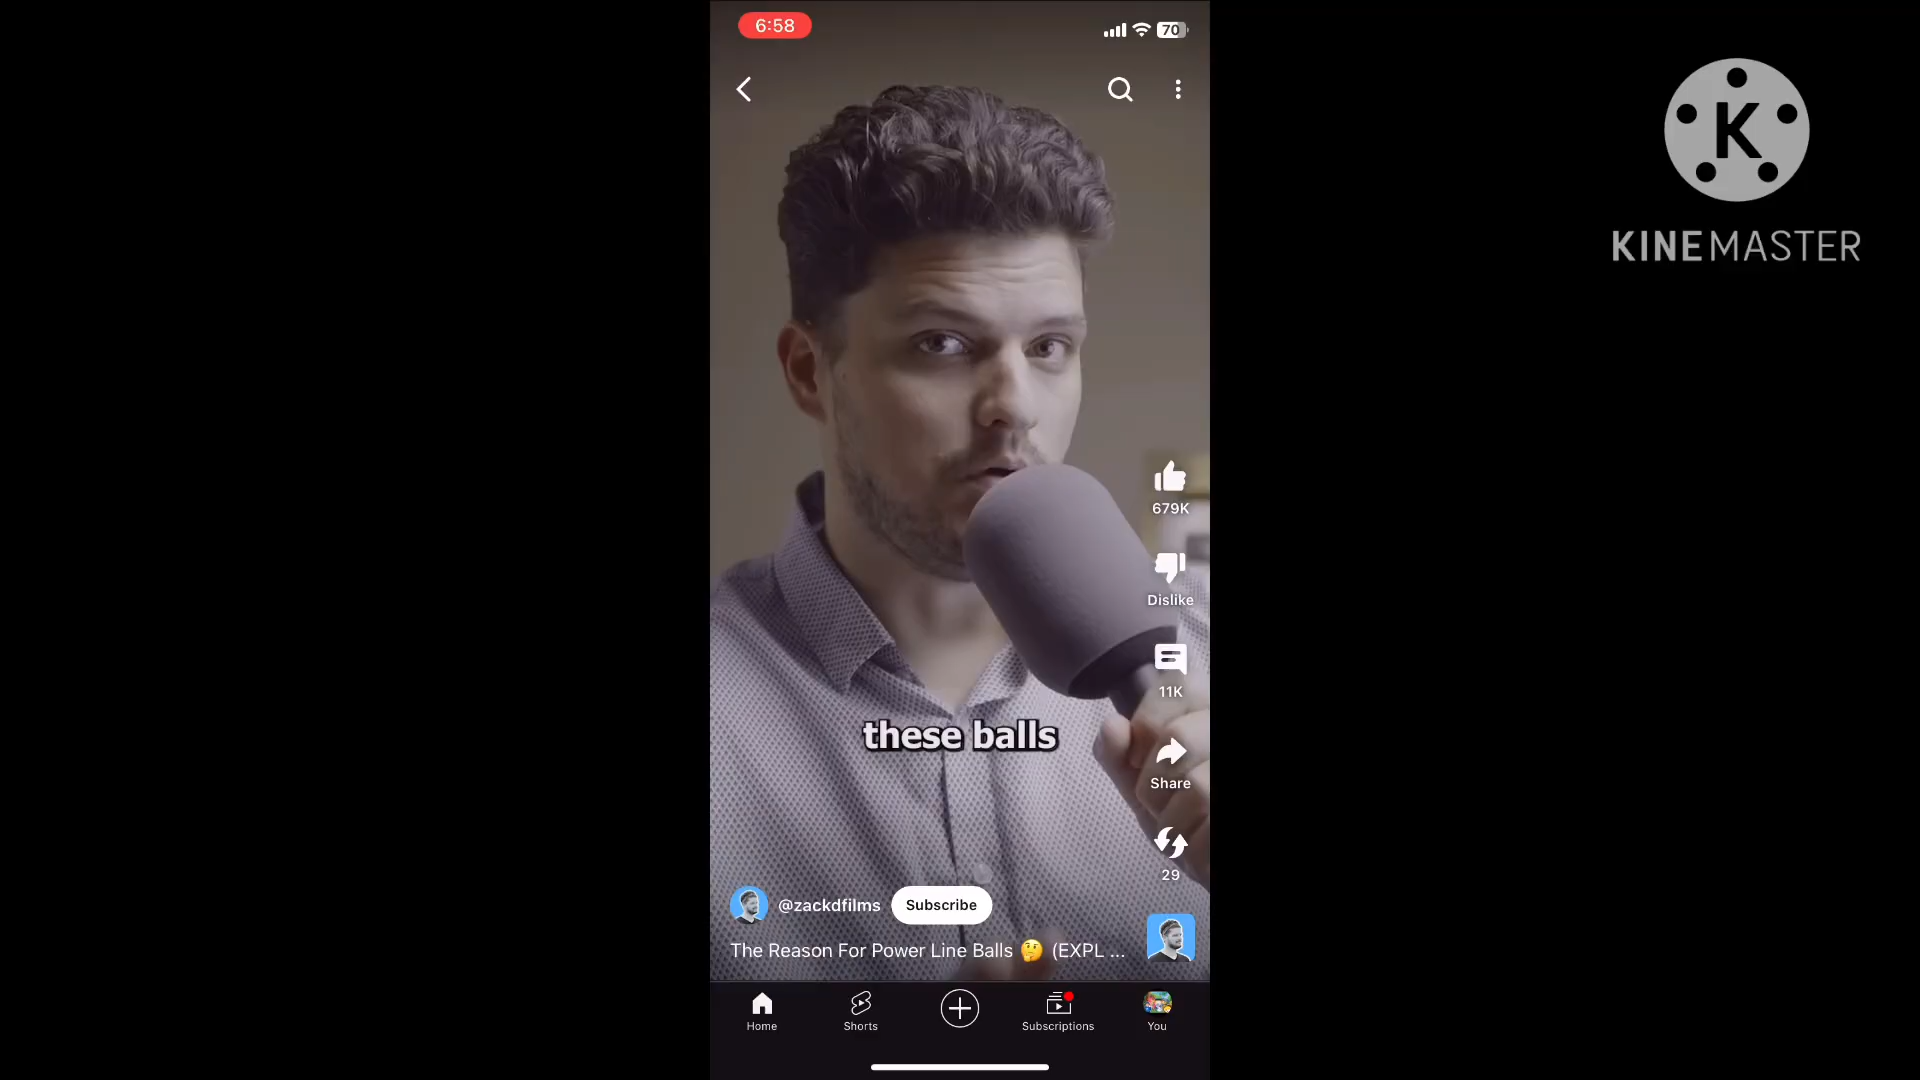 6:58
70
K
KINEMASTER
679K
Dislike
11K
these balls
Share
29
@zackdfilms
Subscribe
The Reason For Power Line Balls 🤔 (EXPL ...
Home
Shorts
Subscriptions
You